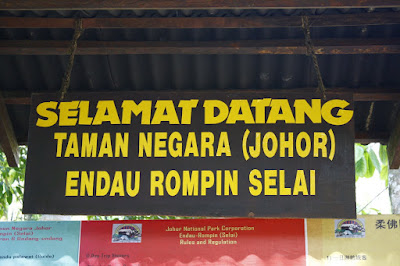 SELAMAT DATANG
TAMAN NEGARA (JOHOR)
ENDAU ROMPIN SELAI
Johor National Park Corporation
Endau-Rompin (Selai)
Rules and Regulation